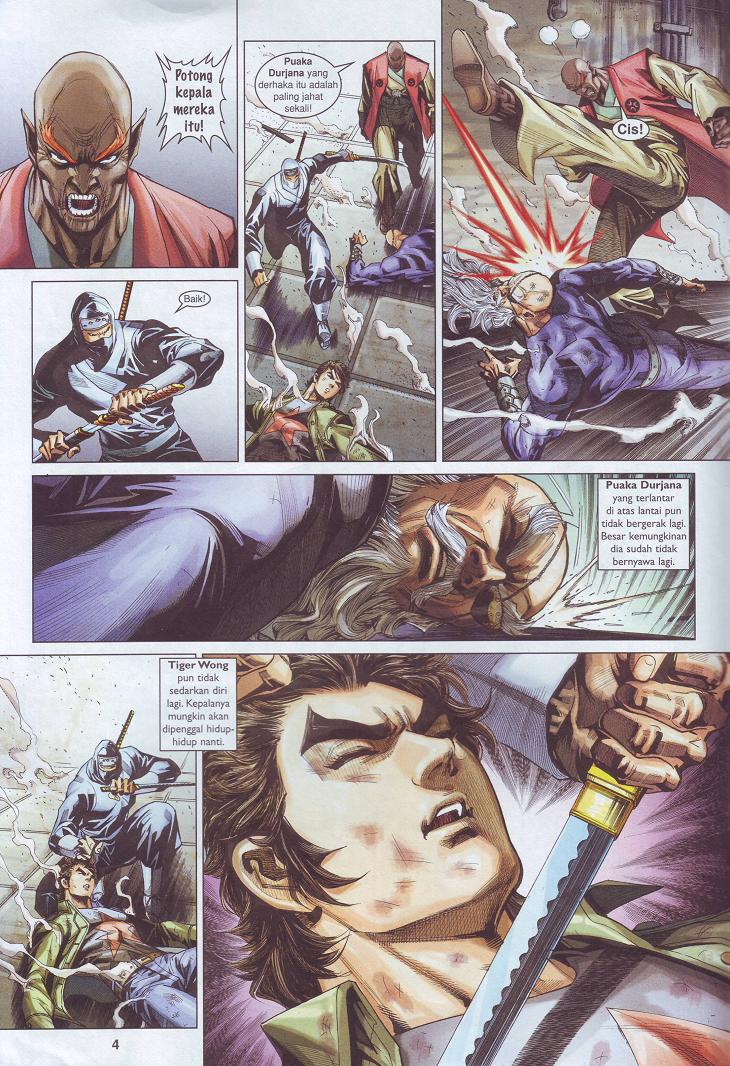 Potong
kepala
mereka
itu!
Puaka
Durjana yang
derhaka itu adalah
paling jahat
sekali!
Cis!
Baik!
Puaka Durjana
yang terlantar
di atas lantai pun
tidak bergerak lagi.
Besar kemungkinan
dia sudah tidak
bernyawa lagi.
Tiger Wong
pun tidak
sedarkan diri
lagi. Kepalanya
mungkin akan
dipenggal hidup-
hidup nanti.
4